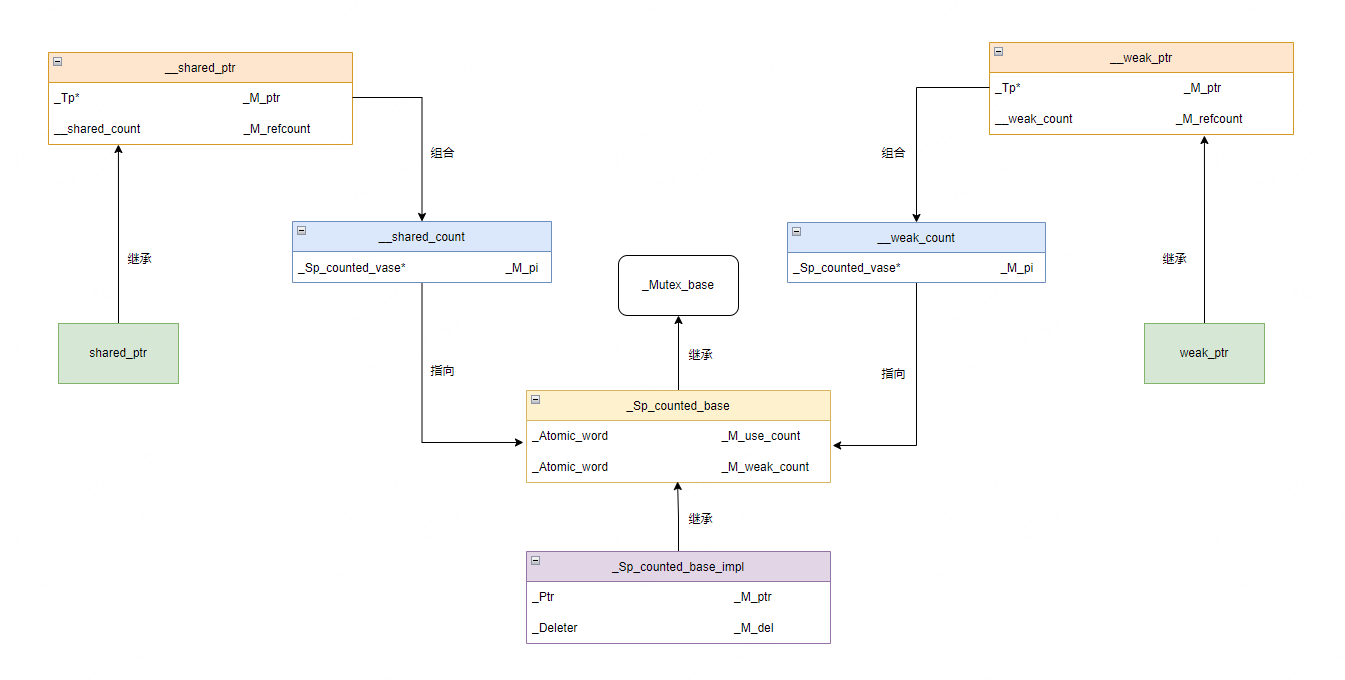 __shared_ptr
_Tp* _M_ptr
__shared_count _M_refcount
__weak_ptr
_Tp* _M_ptr
__weak_count _M_refcount
组合
组合
__shared_count
_Sp_counted_vase* _M_pi
__weak_count
_Sp_counted_vase* _M_pi
继承
继承
_Mutex_base
shared_ptr
weak_ptr
继承
指向
指向
_Sp_counted_base
_Atomic_word _M_use_count
_Atomic_word _M_weak_count
继承
_Sp_counted_base_impl
_Ptr _M_ptr
_Deleter _M_del